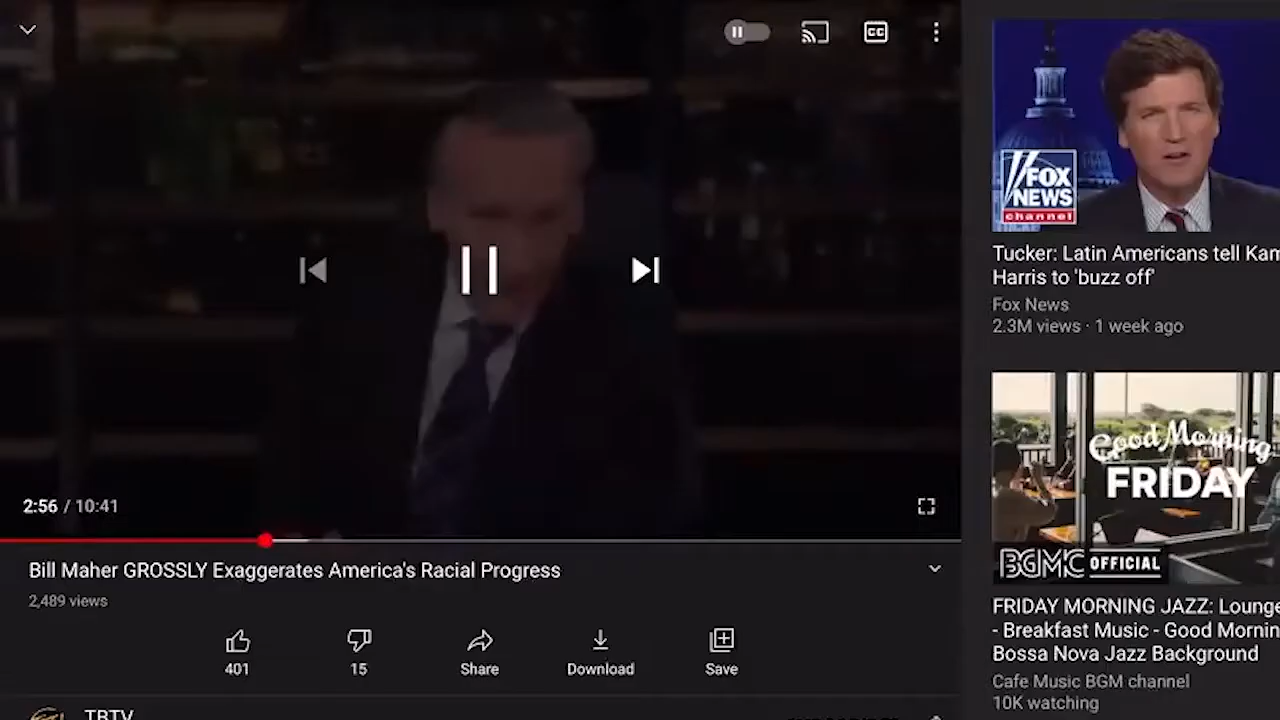 CC
FOX
NEWS
channel
Tucker: Latin Americans tell Kam
Harris to 'buzz off'
Fox News
2.3M views · 1 week ago
2:56 / 10:41
Good Morning
FRIDAY
BGMC OFFICIAL
Bill Maher GROSSLY Exaggerates America's Racial Progress
2,489 views
401
15
Share
Download
Save
FRIDAY MORNING JAZZ: Lounge
- Breakfast Music - Good Mornin
Bossa Nova Jazz Background
Cafe Music BGM channel
10K watching
TBTV